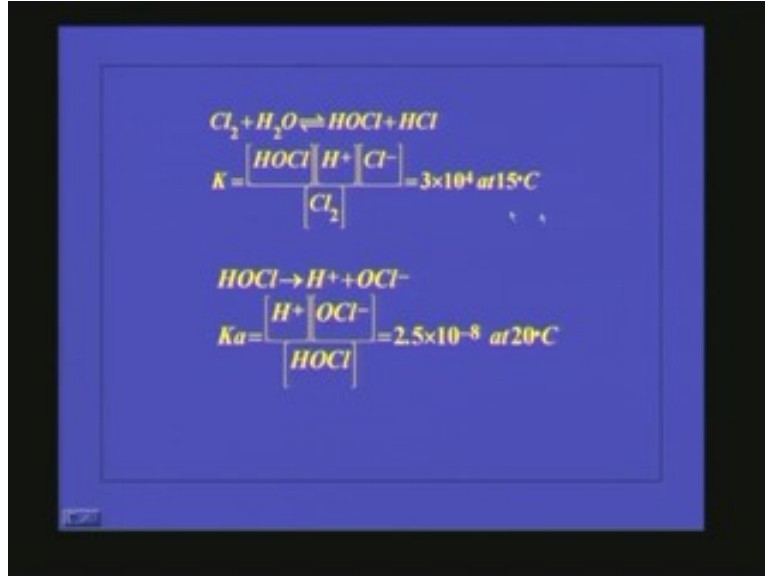 Cl₂+H₂O⇌HOCl+HCl
K=[HOCl][H⁺][Cl⁻]/[Cl₂]=3×10⁴ at 15°C
HOCl→H⁺+OCl⁻
Ka=[H⁺][OCl⁻]/[HOCl]=2.5×10⁻⁸ at 20°C